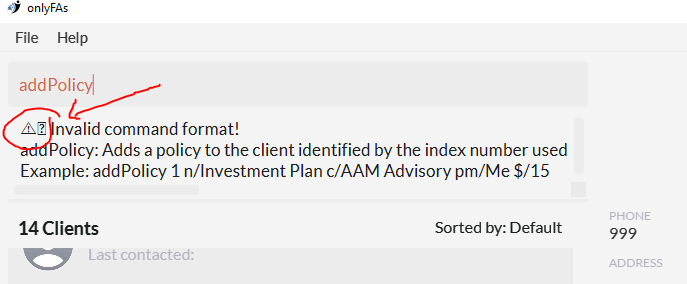 onlyFAs
File Help
addPolicy
⚠ Invalid command format!
addPolicy: Adds a policy to the client identified by the index number used
Example: addPolicy 1 n/Investment Plan c/AAM Advisory pm/Me $/15
14 Clients
Sorted by: Default
Last contacted:
PHONE
999
ADDRESS